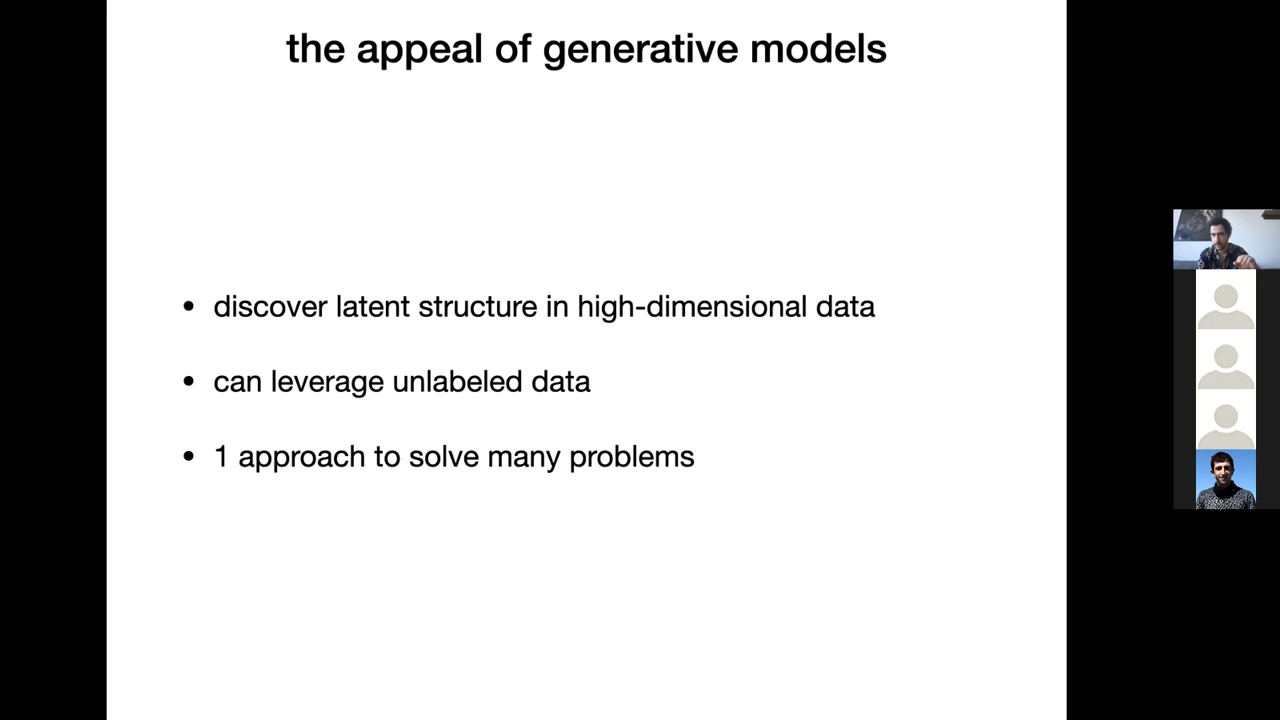 the appeal of generative models
• discover latent structure in high-dimensional data
• can leverage unlabeled data
• 1 approach to solve many problems